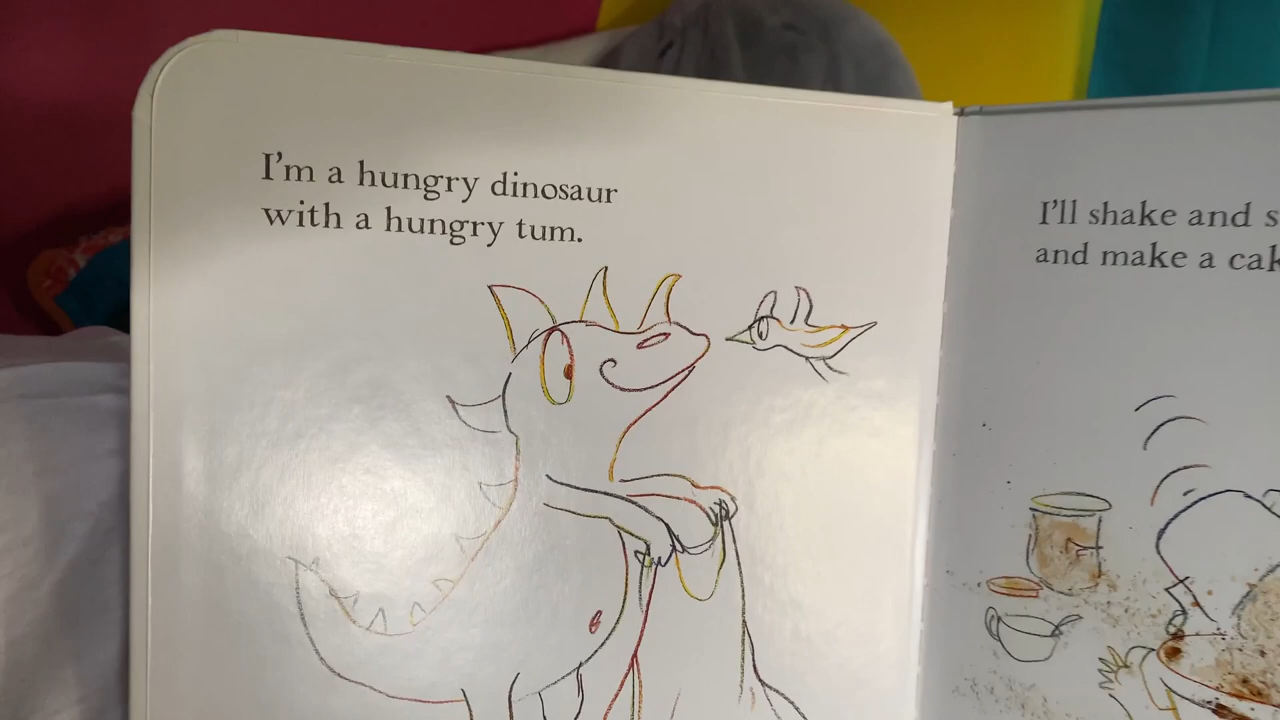 I'm a hungry dinosaur
with a hungry tum.
I'll shake and
and make a